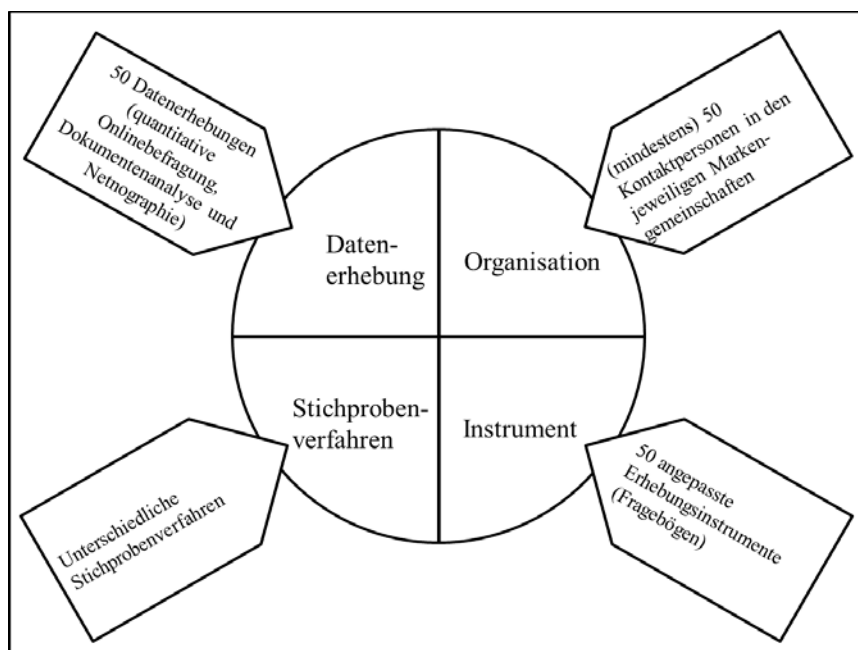 50 Datenerhebungen
(quantitative
Onlinebefragung,
Dokumentenanalyse und
Netnographie)
(mindestens) 50
Kontaktpersonen in den
jeweiligen Marken-
gemeinschaften
Daten-
erhebung
Organisation
Stichproben-
verfahren
Instrument
Unterschiedliche
Stichprobenverfahren
50 angepasste
Erhebungsinstrumente
(Fragebögen)